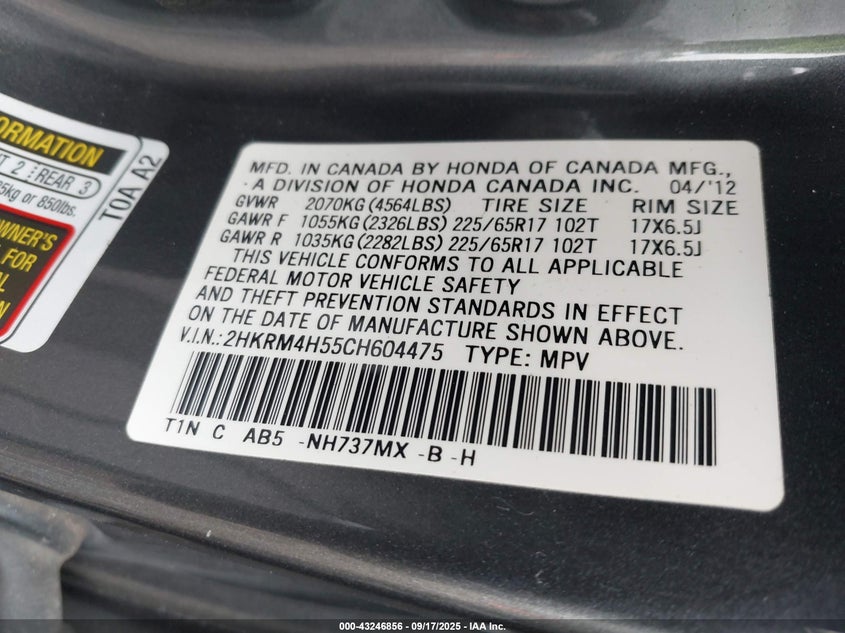 ORMATION
T 2 REAR 3
5kg or 850lbs.
TOA A2
OWNER'S
FOR
MFD. IN CANADA BY HONDA OF CANADA MFG.,
A DIVISION OF HONDA CANADA INC. 04/'12
GVWR 2070KG (4564LBS) TIRE SIZE RIM SIZE
GAWR F 1055KG (2326LBS) 225/65R17 102T 17X6.5J
GAWR R 1035KG (2282LBS) 225/65R17 102T 17X6.5J
THIS VEHICLE CONFORMS TO ALL APPLICABLE
FEDERAL MOTOR VEHICLE SAFETY
AND THEFT PREVENTION STANDARDS IN EFFECT
ON THE DATE OF MANUFACTURE SHOWN ABOVE.
V.I.N.: 2HKRM4H55CH604475 TYPE: MPV
T1N C AB5 -NH737MX -B -H
000-43246856 - 09/17/2025 - IAA Inc.